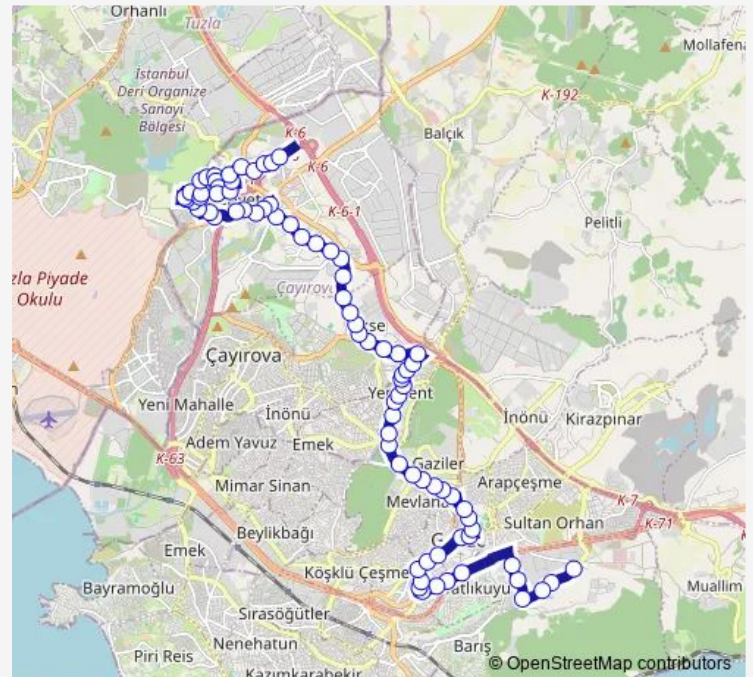 Orhanlı
Tuzla
Mollafena
İstanbul
Deri Organize
Sanayi
Bölgesi
K-192
K-6
Balçık
K-6
K-6-1
Pelitli
zla Piyade
Okulu
Çayırova
Çayırova
Yeni Mahalle
İnönü
İnönü
Kirazpınar
Adem Yavuz
Emek
K-63
Gaziler
Mimar Sinan
Arapçeşme
K-7
Mevlana
Sultan Orhan
K-71
Beylikbağı
Emek
Köşklü Çeşme
Bayramoğlu
Muallim
Sırasöğütler
Nenehatun
Barış
Piri Reis
Kazımkarabekir
© OpenStreetMap contributors